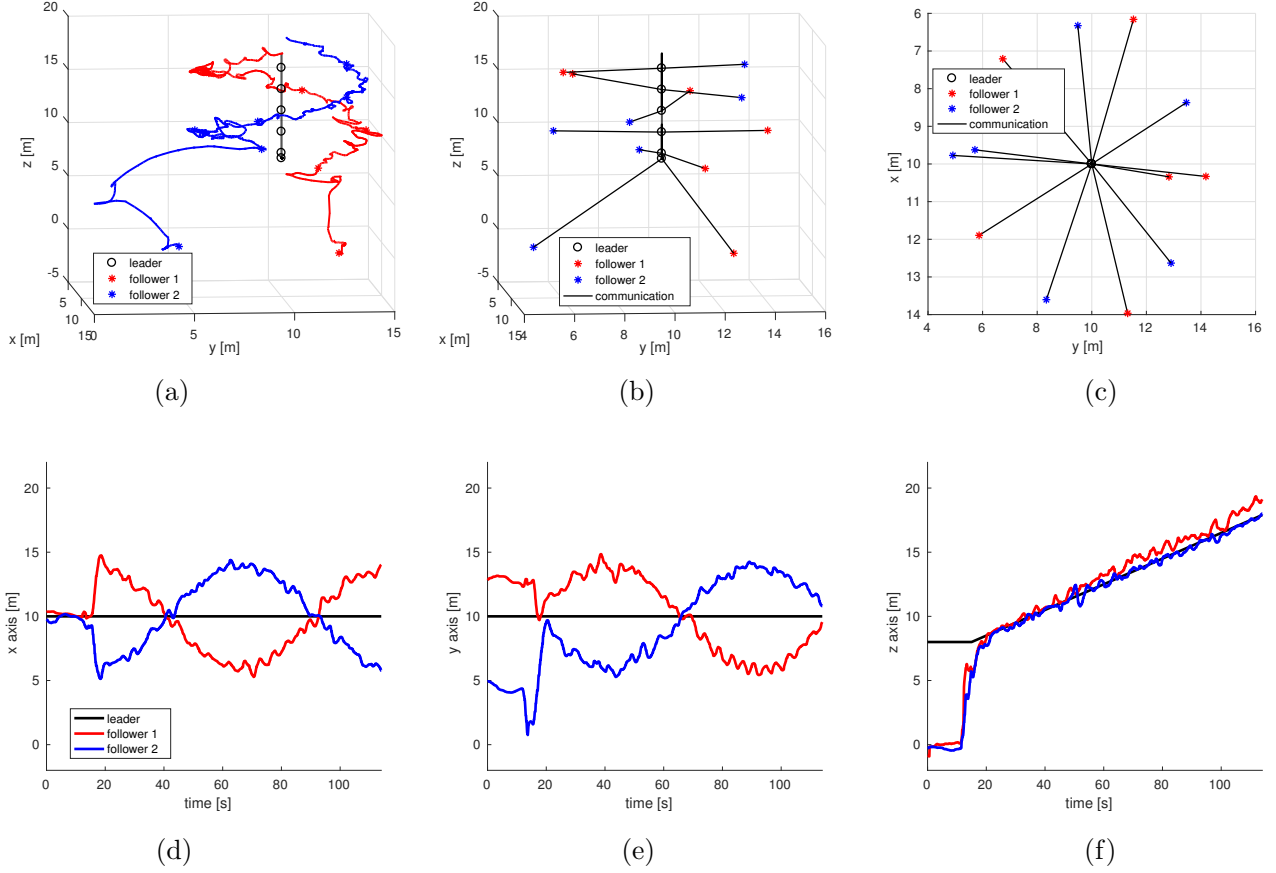 20
15
10
5
0
-5
z [m]
5
10
15
x [m]
0
5
10
15
y [m]
leader
follower 1
follower 2
(a)
20
15
10
5
0
-5
z [m]
5
10
15
x [m]
4
6
8
10
12
14
16
y [m]
leader
follower 1
follower 2
communication
(b)
6
7
8
9
10
11
12
13
14
x [m]
4
6
8
10
12
14
16
y [m]
leader
follower 1
follower 2
communication
(c)
20
15
10
5
0
x axis [m]
0 20 40 60 80 100
time [s]
leader
follower 1
follower 2
(d)
20
15
10
5
0
y axis [m]
0 20 40 60 80 100
time [s]
(e)
20
15
10
5
0
z axis [m]
0 20 40 60 80 100
time [s]
(f)